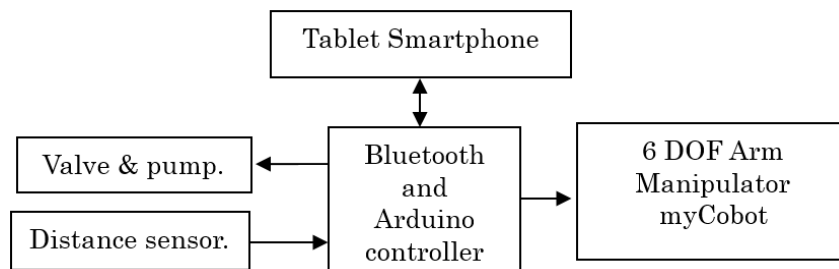 Tablet Smartphone
Valve & pump.
Distance sensor.
Bluetooth
and
Arduino
controller
6 DOF Arm
Manipulator
myCobot